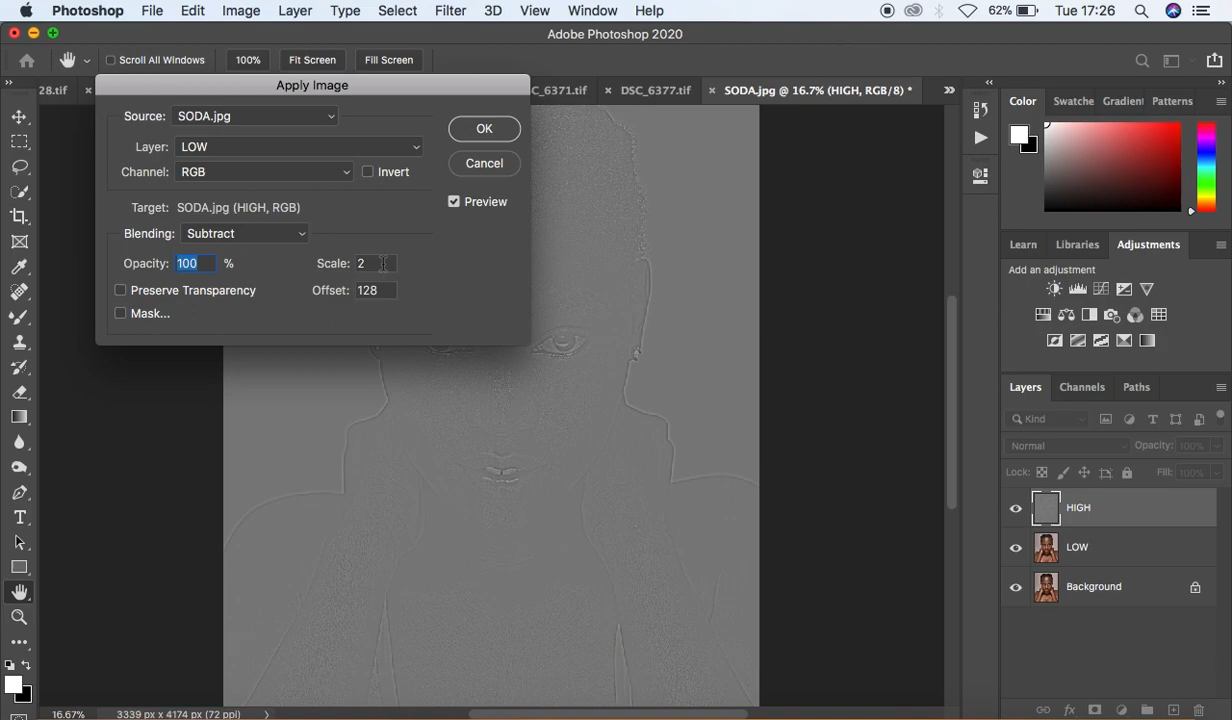 Photoshop File Edit Image Layer Type Select Filter 3D View Window Help 62% Tue 17:26
Adobe Photoshop 2020
Scroll All Windows 100% Fit Screen Fill Screen
28.tif SC_6371.tif DSC_6377.tif SODA.jpg @ 16.7% (HIGH, RGB/8) *
Apply Image
Source: SODA.jpg
Layer: LOW
Channel: RGB Invert
Target: SODA.jpg (HIGH, RGB)
Blending: Subtract
Opacity: 100 % Scale: 2
Preserve Transparency Offset: 128
Mask...
OK
Cancel
Preview
Color Swatche Gradient Patterns
Learn Libraries Adjustments
Add an adjustment
Layers Channels Paths
Kind
Normal Opacity: 100%
Lock: Fill: 100%
HIGH
LOW
Background
16.67% 3339 px x 4174 px (72 ppi)